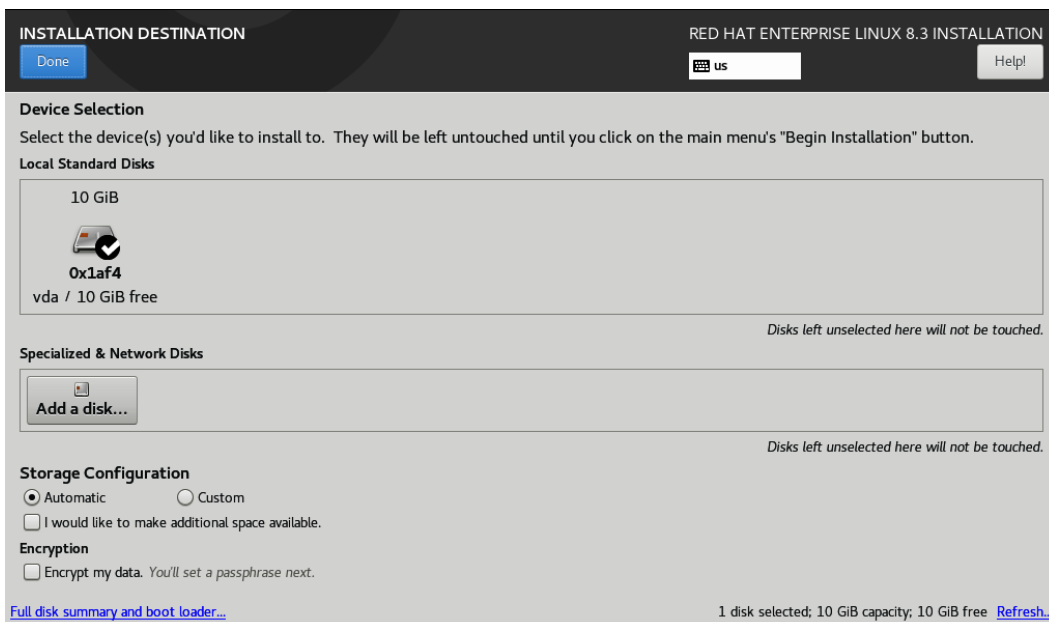 INSTALLATION DESTINATION
RED HAT ENTERPRISE LINUX 8.3 INSTALLATION
Done
us
Help!
Device Selection
Select the device(s) you'd like to install to. They will be left untouched until you click on the main menu's "Begin Installation" button.
Local Standard Disks
10 GiB
0x1af4
vda / 10 GiB free
Disks left unselected here will not be touched.
Specialized & Network Disks
Add a disk...
Disks left unselected here will not be touched.
Storage Configuration
Automatic Custom
I would like to make additional space available.
Encryption
Encrypt my data. You'll set a passphrase next.
Full disk summary and boot loader... 1 disk selected; 10 GiB capacity; 10 GiB free Refresh..